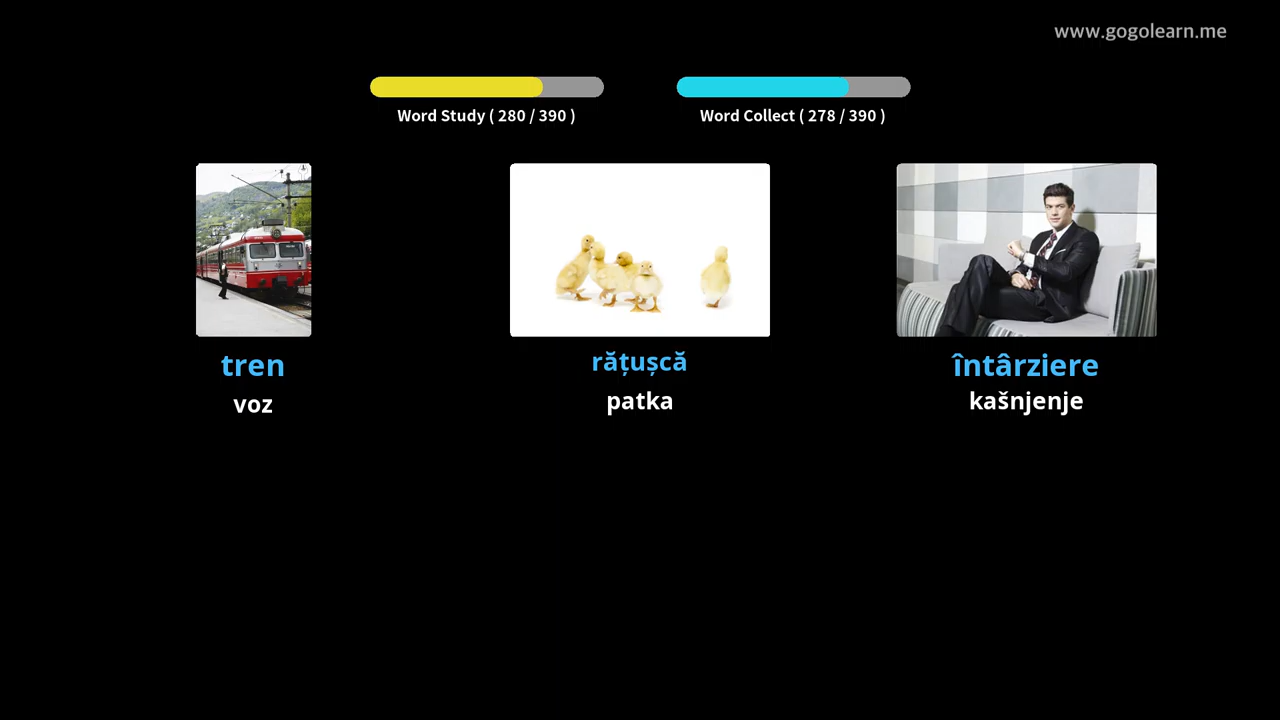 www.gogolearn.me
Word Study ( 280 / 390 )
Word Collect ( 278 / 390 )
tren
rățușcă
întârziere
voz
patka
kašnjenje